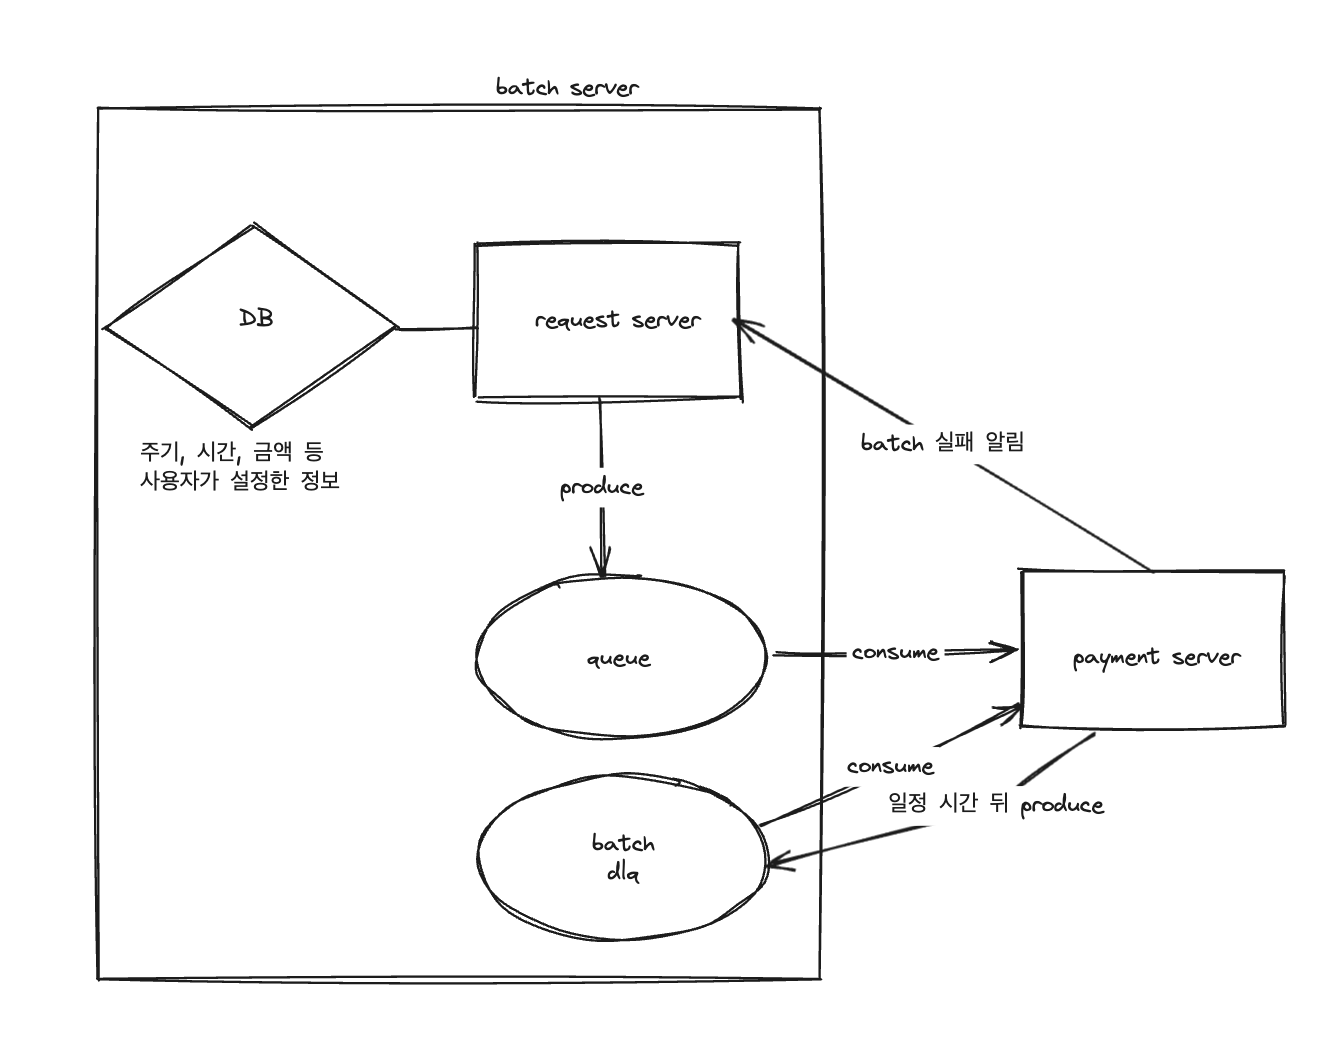 batch server
DB
request server
주기, 시간, 금액 등
사용자가 설정한 정보
batch 실패 알림
produce
queue
consume
payment server
consume
일정 시간 뒤 produce
batch
dlq